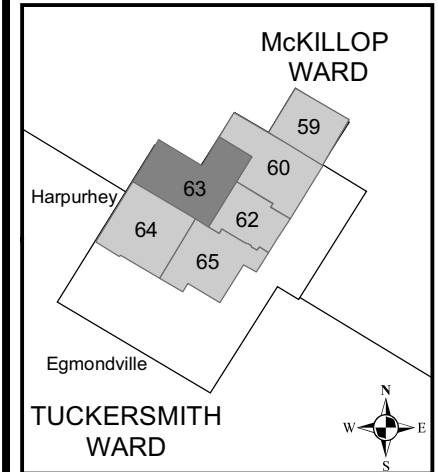 McKILLOP
WARD
59
60
63
Harpurhey
62
64
65
Egmondville
TUCKERSMITH
WARD
N
W E
S